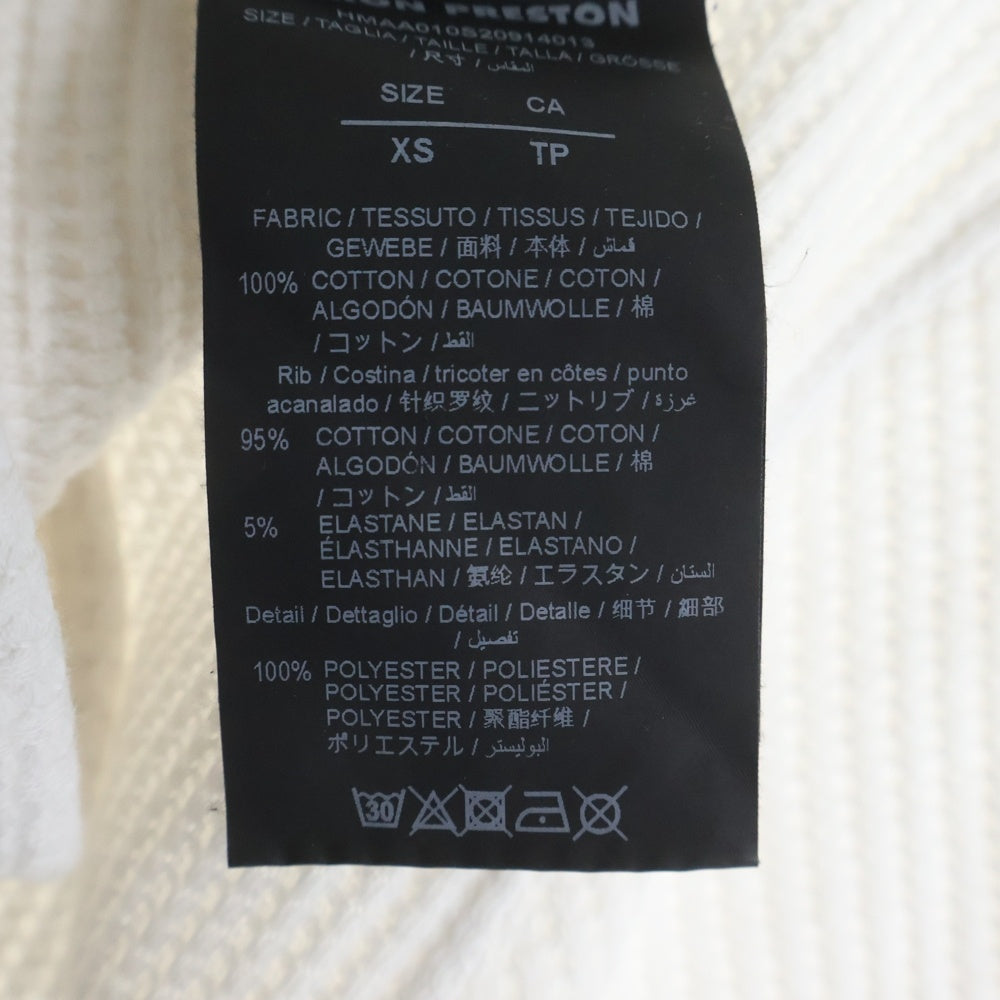 PRESTON
HMAA010S20914013
SIZE / TAGLIA / TAILLE / TALLA / GRÖSSE
/ 尺寸 / المقاس
SIZE CA
XS TP
FABRIC / TESSUTO / TISSUS / TEJIDO /
GEWEBE / 面料 / 本体 / قماش
100% COTTON / COTONE / COTON /
ALGODÓN / BAUMWOLLE / 棉
/ コットン / القط
Rib / Costina / tricoter en côtes / punto
acanalado / 针织罗纹 / ニットリブ / غرزة
95% COTTON / COTONE / COTON /
ALGODÓN / BAUMWOLLE / 棉
/ コットン / القط
5% ELASTANE / ELASTAN /
ÉLASTHANNE / ELASTANO /
ELASTHAN / 氨纶 / エラスタン / الستان
Detail / Dettaglio / Détail / Detalle / 细节 / 細部
/ تفصيل
100% POLYESTER / POLIESTERE /
POLYESTER / POLIÉSTER /
POLYESTER / 聚酯纤维 /
ポリエステル / البوليستر
30